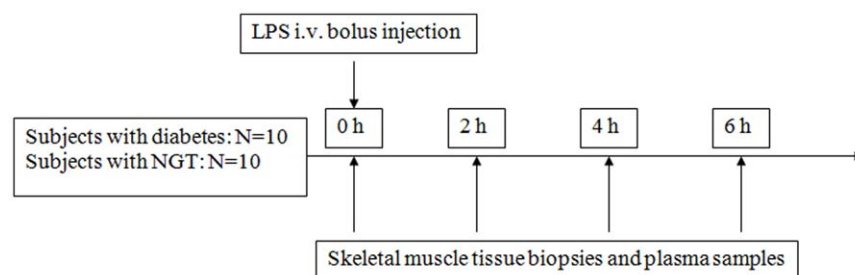 LPS i.v. bolus injection
0 h
2 h
4 h
6 h
Subjects with diabetes: N=10
Subjects with NGT: N=10
Skeletal muscle tissue biopsies and plasma samples